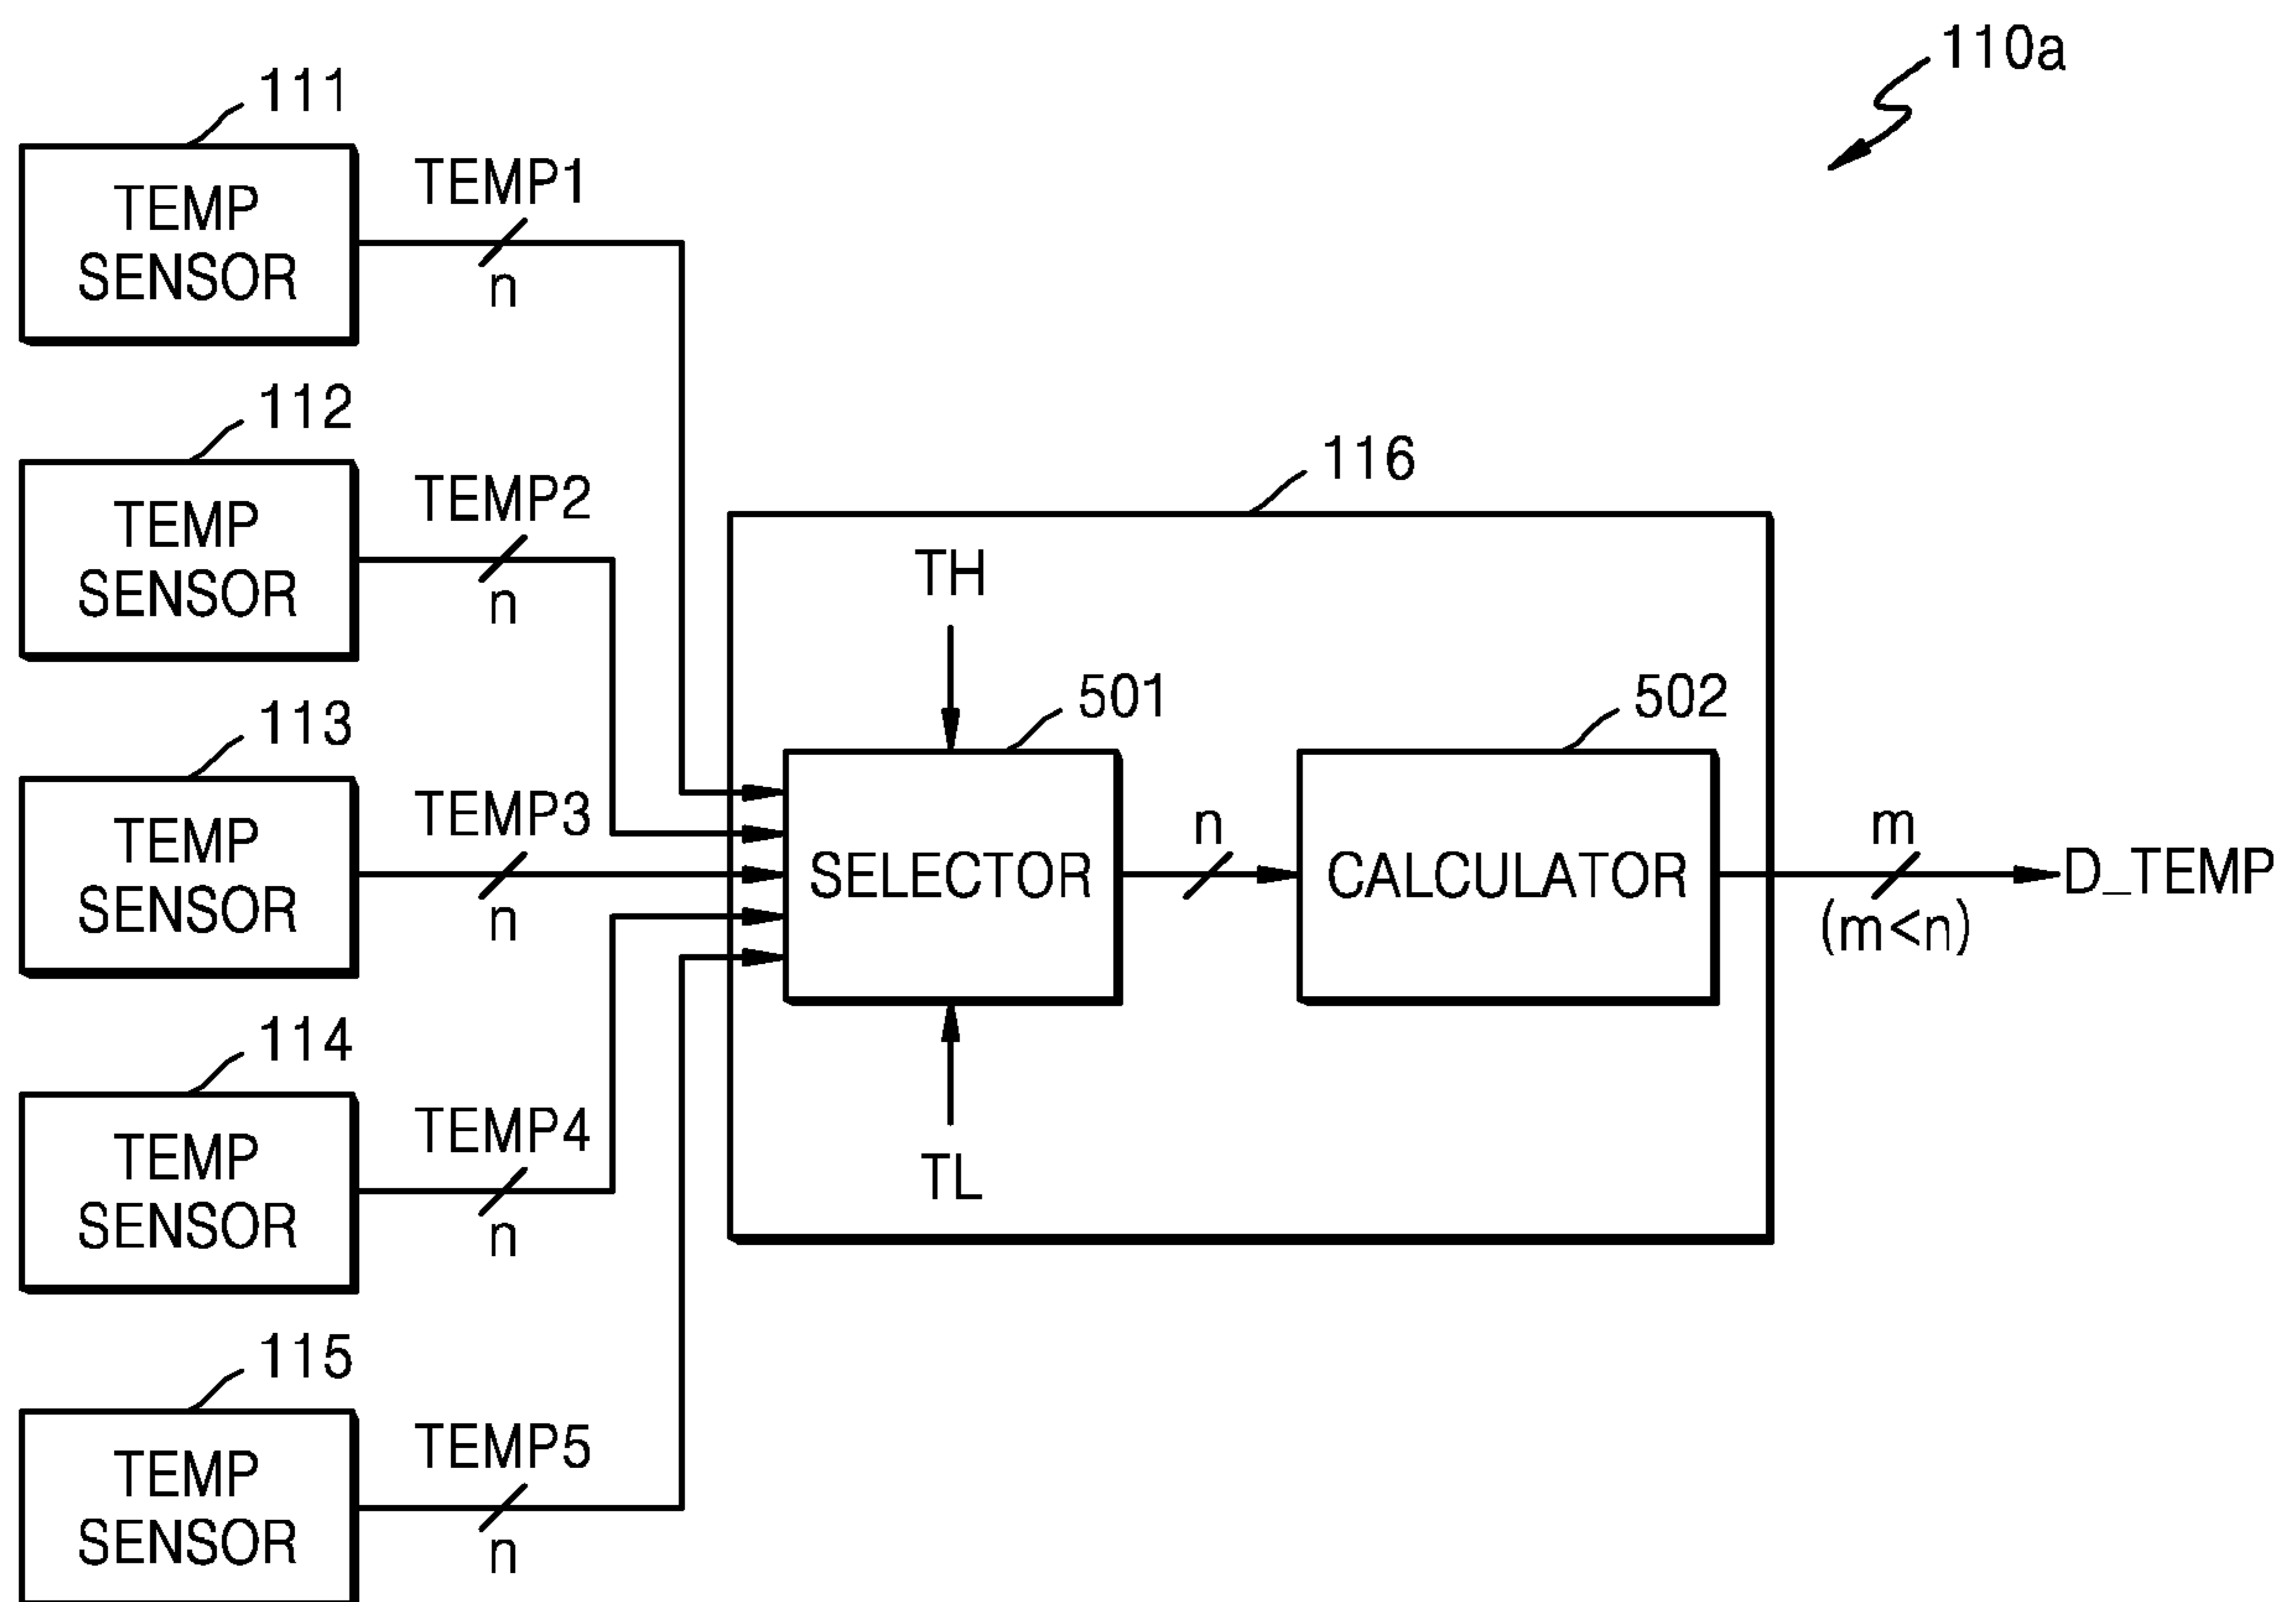 110a
111
TEMP
SENSOR
TEMP1
n
112
TEMP
SENSOR
TEMP2
n
113
TEMP
SENSOR
TEMP3
n
114
TEMP
SENSOR
TEMP4
n
115
TEMP
SENSOR
TEMP5
n
116
TH
501
SELECTOR
TL
n
502
CALCULATOR
m
(m<n)
D_TEMP